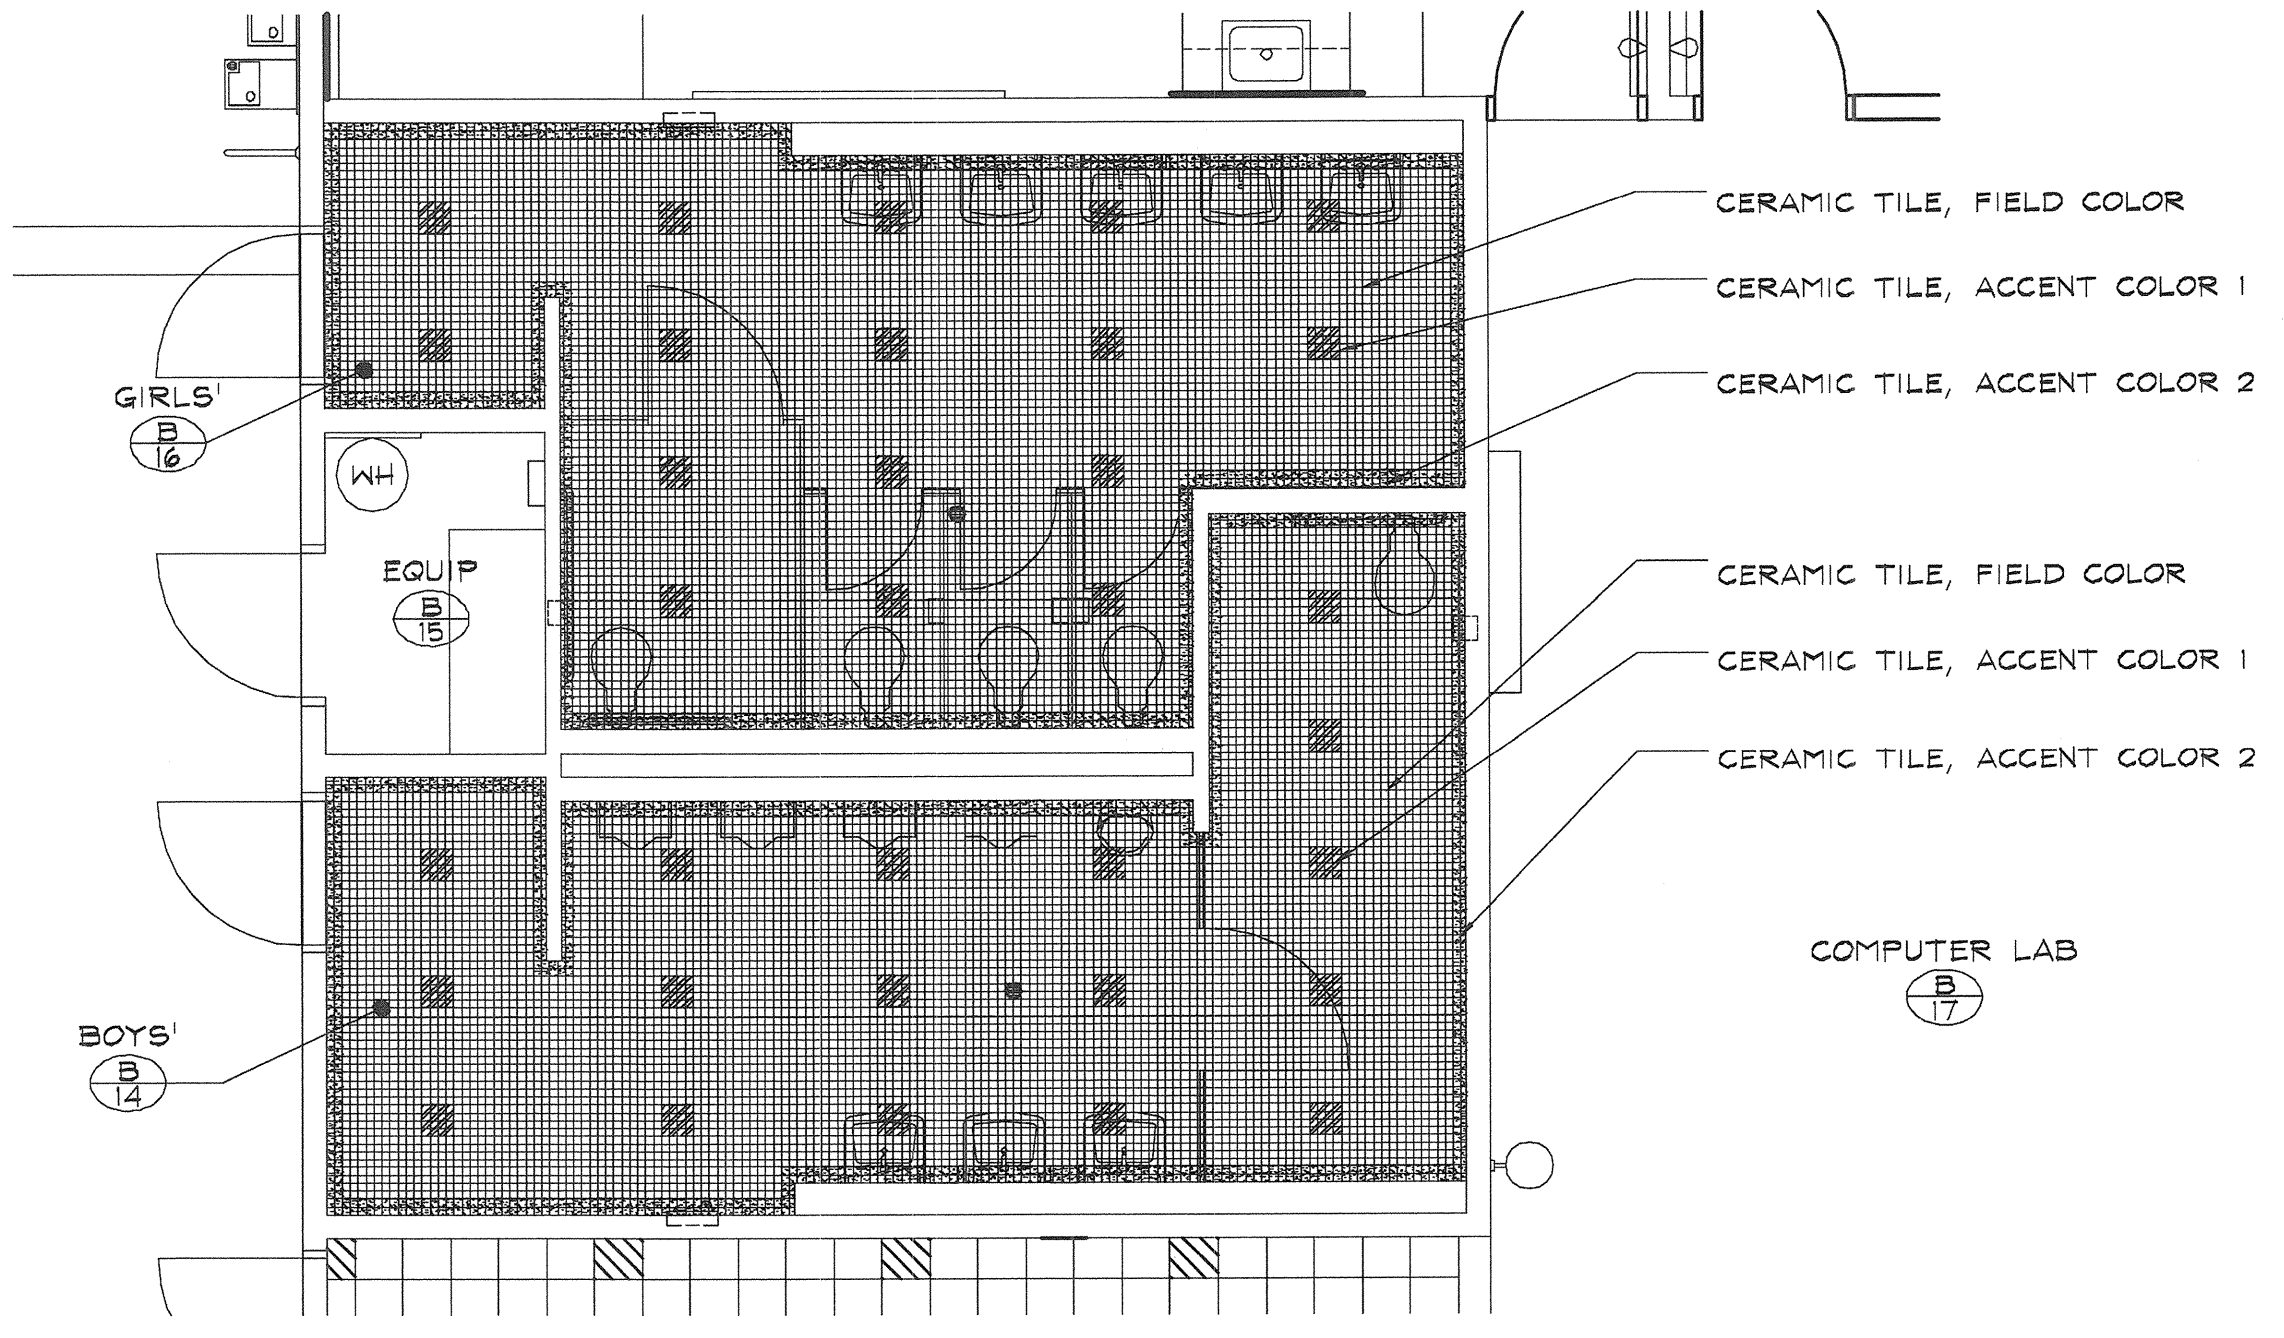 CERAMIC TILE, FIELD COLOR
CERAMIC TILE, ACCENT COLOR 1
CERAMIC TILE, ACCENT COLOR 2
GIRLS'
B
16
WH
EQUIP
B
15
CERAMIC TILE, FIELD COLOR
CERAMIC TILE, ACCENT COLOR 1
CERAMIC TILE, ACCENT COLOR 2
COMPUTER LAB
B
17
BOYS'
B
14